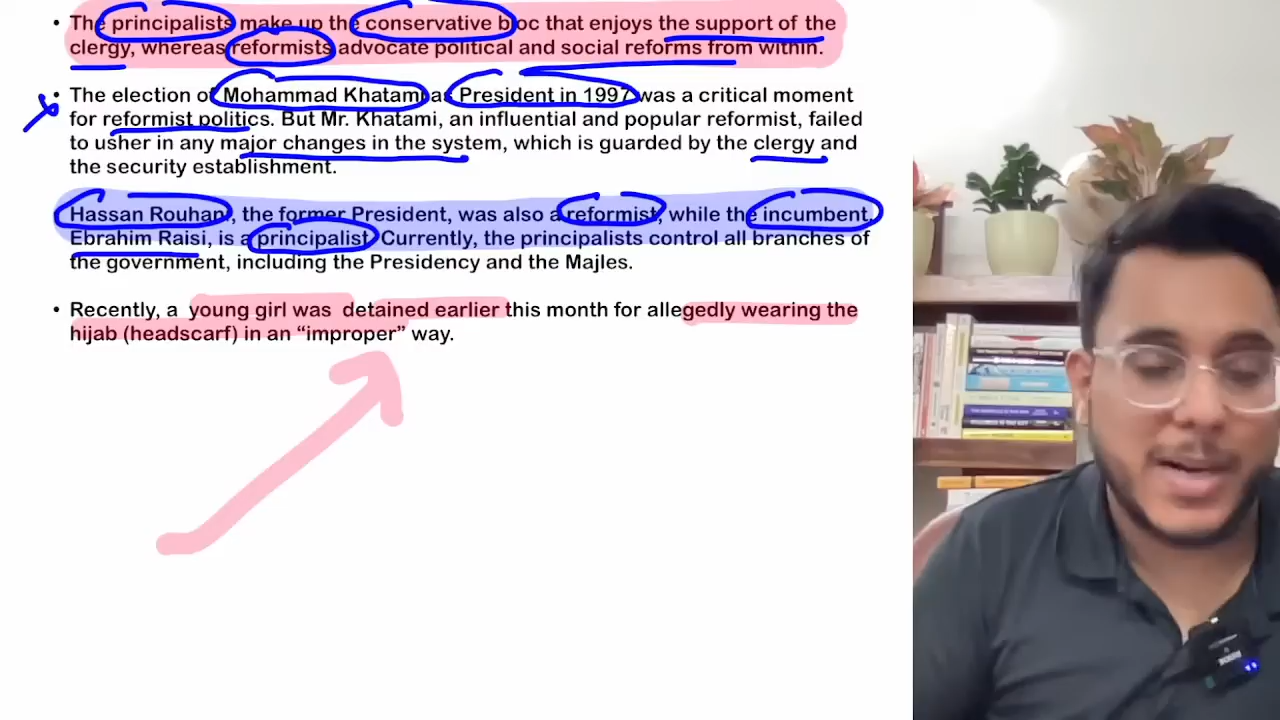 • The principalists make up the conservative bloc that enjoys the support of the
clergy, whereas reformists advocate political and social reforms from within.
• The election of Mohammad Khatami as President in 1997 was a critical moment
for reformist politics. But Mr. Khatami, an influential and popular reformist, failed
to usher in any major changes in the system, which is guarded by the clergy and
the security establishment.
Hassan Rouhani, the former President, was also a reformist, while the incumbent,
Ebrahim Raisi, is a principalist. Currently, the principalists control all branches of
the government, including the Presidency and the Majles.
• Recently, a young girl was detained earlier this month for allegedly wearing the
hijab (headscarf) in an “improper” way.